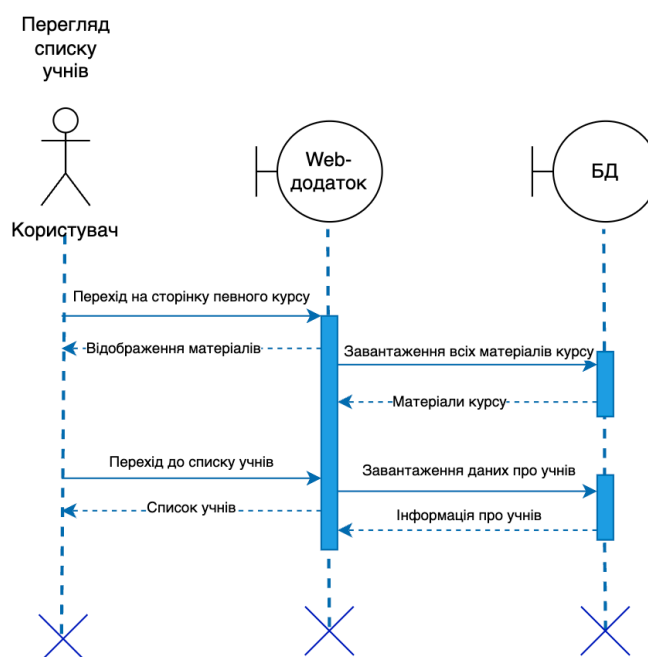 Перегляд
списку
учнів
Web-
додаток
БД
Користувач
Перехід на сторінку певного курсу
Відображення матеріалів
Завантаження всіх матеріалів курсу
Матеріали курсу
Перехід до списку учнів
Завантаження даних про учнів
Список учнів
Інформація про учнів